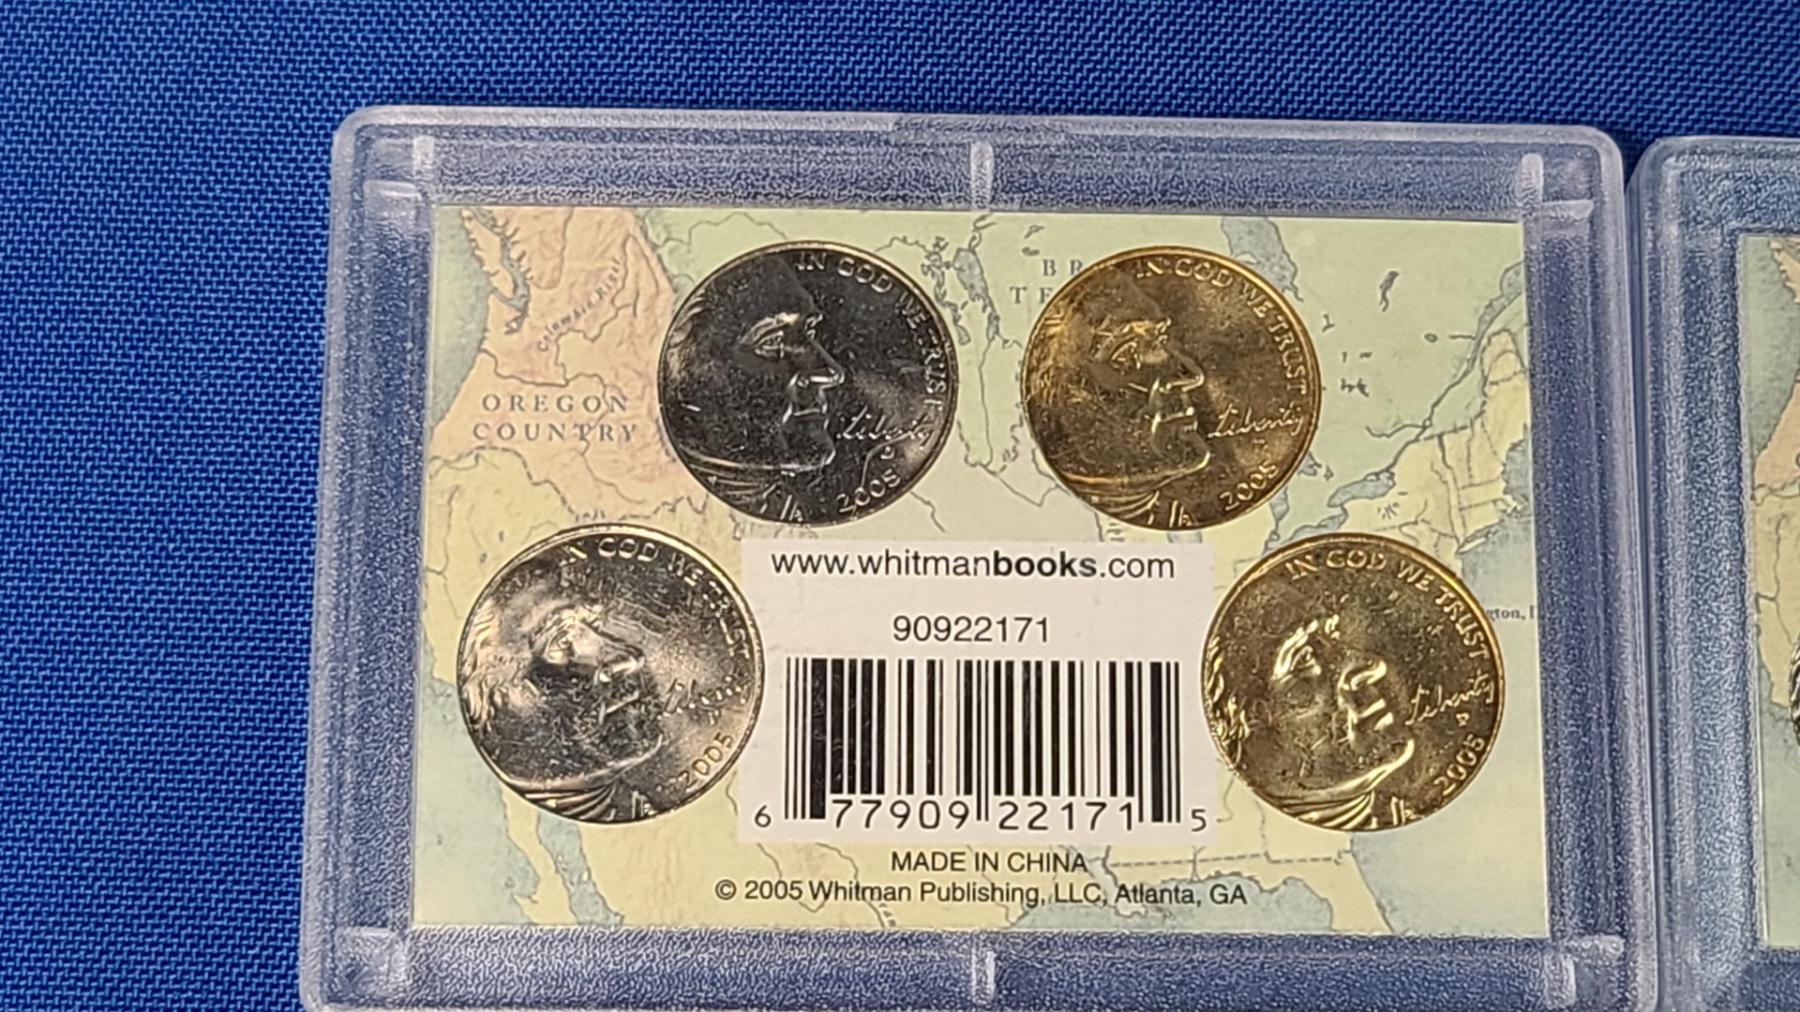 IN GOD WE TRUST
Liberty
2005
IN GOD WE TRUST
Liberty
2005
Columbia River
OREGON
COUNTRY
IN GOD WE TRUST
2005
IN GOD WE TRUST
Liberty
P
2005
www.whitmanbooks.com
90922171
6 77909 22171 5
MADE IN CHINA
© 2005 Whitman Publishing, LLC, Atlanta, GA